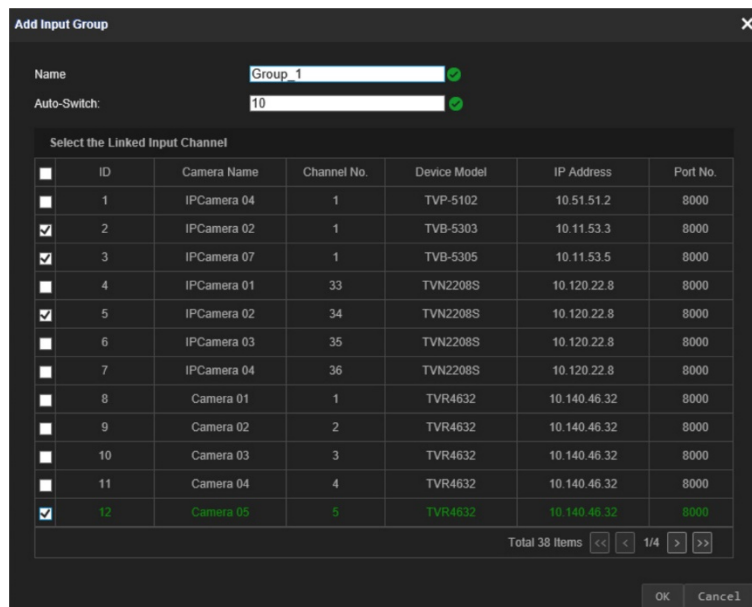 Add Input Group
Name Group_1
Auto-Switch: 10
Select the Linked Input Channel
ID Camera Name Channel No. Device Model IP Address Port No.
1 IPCamera 04 1 TVP-5102 10.51.51.2 8000
2 IPCamera 02 1 TVB-5303 10.11.53.3 8000
3 IPCamera 07 1 TVB-5305 10.11.53.5 8000
4 IPCamera 01 33 TVN2208S 10.120.22.8 8000
5 IPCamera 02 34 TVN2208S 10.120.22.8 8000
6 IPCamera 03 35 TVN2208S 10.120.22.8 8000
7 IPCamera 04 36 TVN2208S 10.120.22.8 8000
8 Camera 01 1 TVR4632 10.140.46.32 8000
9 Camera 02 2 TVR4632 10.140.46.32 8000
10 Camera 03 3 TVR4632 10.140.46.32 8000
11 Camera 04 4 TVR4632 10.140.46.32 8000
12 Camera 05 5 TVR4632 10.140.46.32 8000
Total 38 Items << < 1/4 > >>
OK Cancel